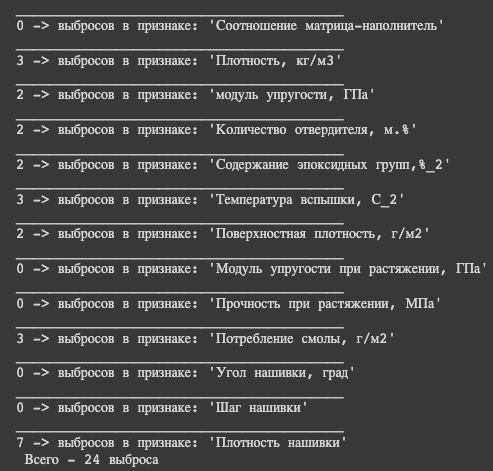 0 -> выбросов в признаке: 'Соотношение матрица-наполнитель'
3 -> выбросов в признаке: 'Плотность, кг/м3'
2 -> выбросов в признаке: 'модуль упругости, ГПа'
2 -> выбросов в признаке: 'Количество отвердителя, м.%'
2 -> выбросов в признаке: 'Содержание эпоксидных групп,%_2'
3 -> выбросов в признаке: 'Температура вспышки, С_2'
2 -> выбросов в признаке: 'Поверхностная плотность, г/м2'
0 -> выбросов в признаке: 'Модуль упругости при растяжении, ГПа'
0 -> выбросов в признаке: 'Прочность при растяжении, МПа'
3 -> выбросов в признаке: 'Потребление смолы, г/м2'
0 -> выбросов в признаке: 'Угол нашивки, град'
0 -> выбросов в признаке: 'Шаг нашивки'
7 -> выбросов в признаке: 'Плотность нашивки'
Всего - 24 выброса